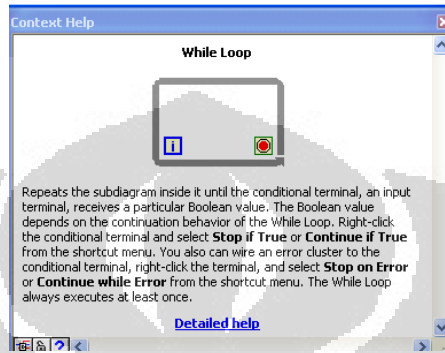 Context Help
While Loop
i
Repeats the subdiagram inside it until the conditional terminal, an input
terminal, receives a particular Boolean value. The Boolean value
depends on the continuation behavior of the While Loop. Right-click
the conditional terminal and select Stop if True or Continue if True
from the shortcut menu. You also can wire an error cluster to the
conditional terminal, right-click the terminal, and select Stop on Error
or Continue while Error from the shortcut menu. The While Loop
always executes at least once.
Detailed help
?